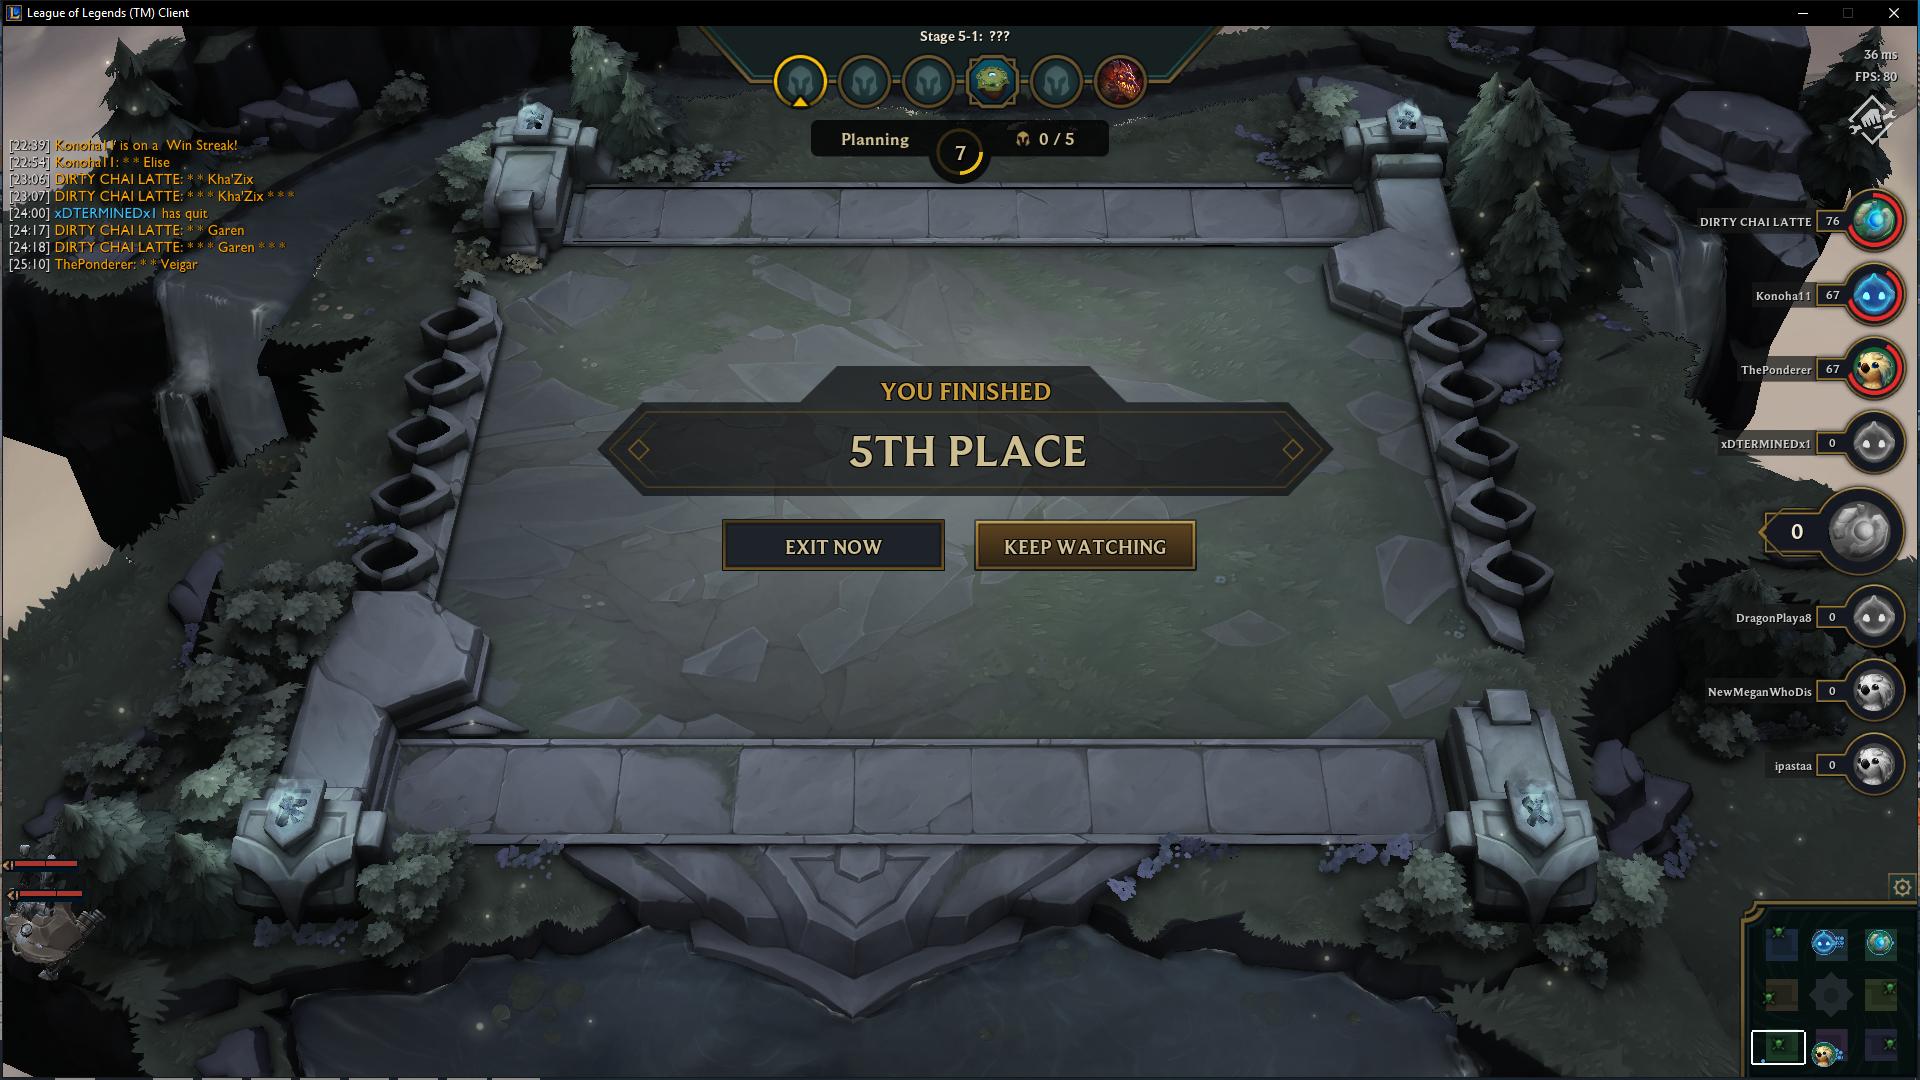 League of Legends (TM) Client
Stage 5-1: ???
36 ms
FPS: 80
Planning
7
0 / 5
[22:39] Konoha11 is on a Win Streak!
[22:54] Konoha11: * * Elise
[23:06] DIRTY CHAI LATTE: * * Kha'Zix
[23:07] DIRTY CHAI LATTE: * * * Kha'Zix * * *
[24:00] xDTERMINEDx1 has quit
[24:17] DIRTY CHAI LATTE: * * Garen
[24:18] DIRTY CHAI LATTE: * * * Garen * * *
[25:10] ThePonderer: * * Veigar
DIRTY CHAI LATTE 76
Konoha11 67
ThePonderer 67
xDTERMINEDx1 0
0
DragonPlaya8 0
NewMeganWhoDis 0
ipastaa 0
YOU FINISHED
5TH PLACE
EXIT NOW
KEEP WATCHING